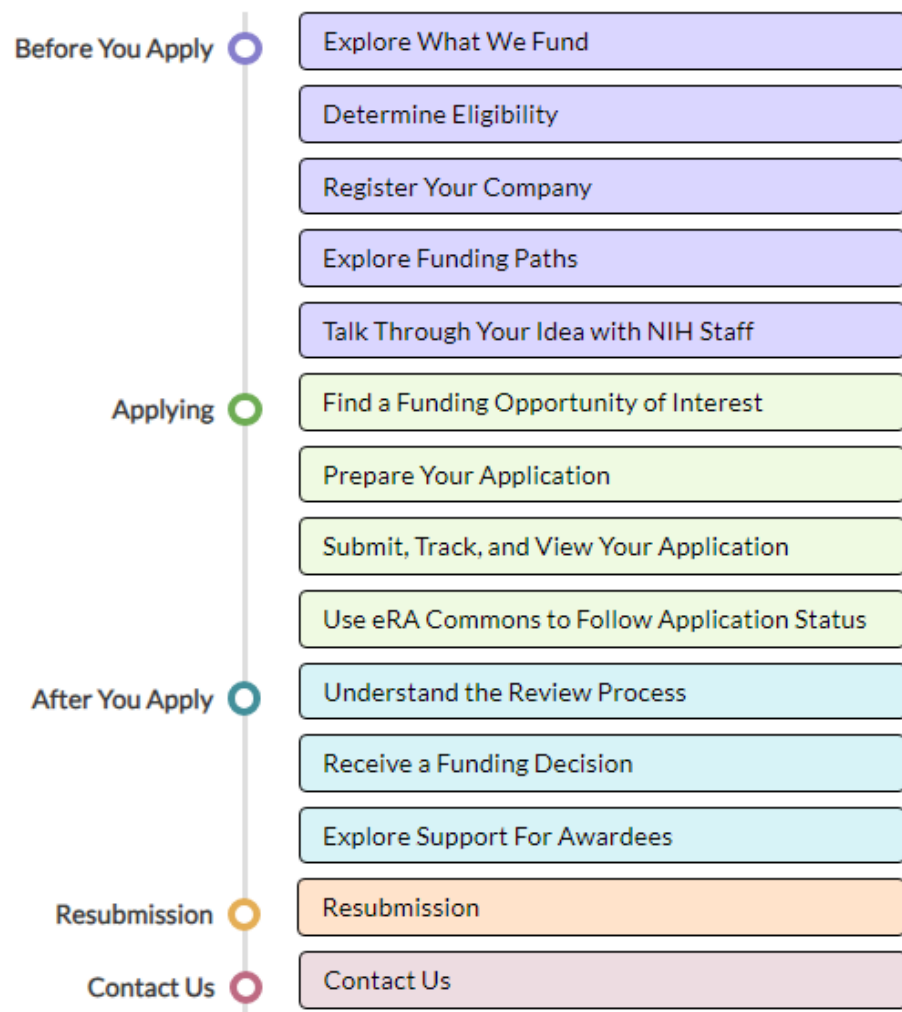 Before You Apply
Explore What We Fund
Determine Eligibility
Register Your Company
Explore Funding Paths
Talk Through Your Idea with NIH Staff
Applying
Find a Funding Opportunity of Interest
Prepare Your Application
Submit, Track, and View Your Application
Use eRA Commons to Follow Application Status
After You Apply
Understand the Review Process
Receive a Funding Decision
Explore Support For Awardees
Resubmission
Resubmission
Contact Us
Contact Us